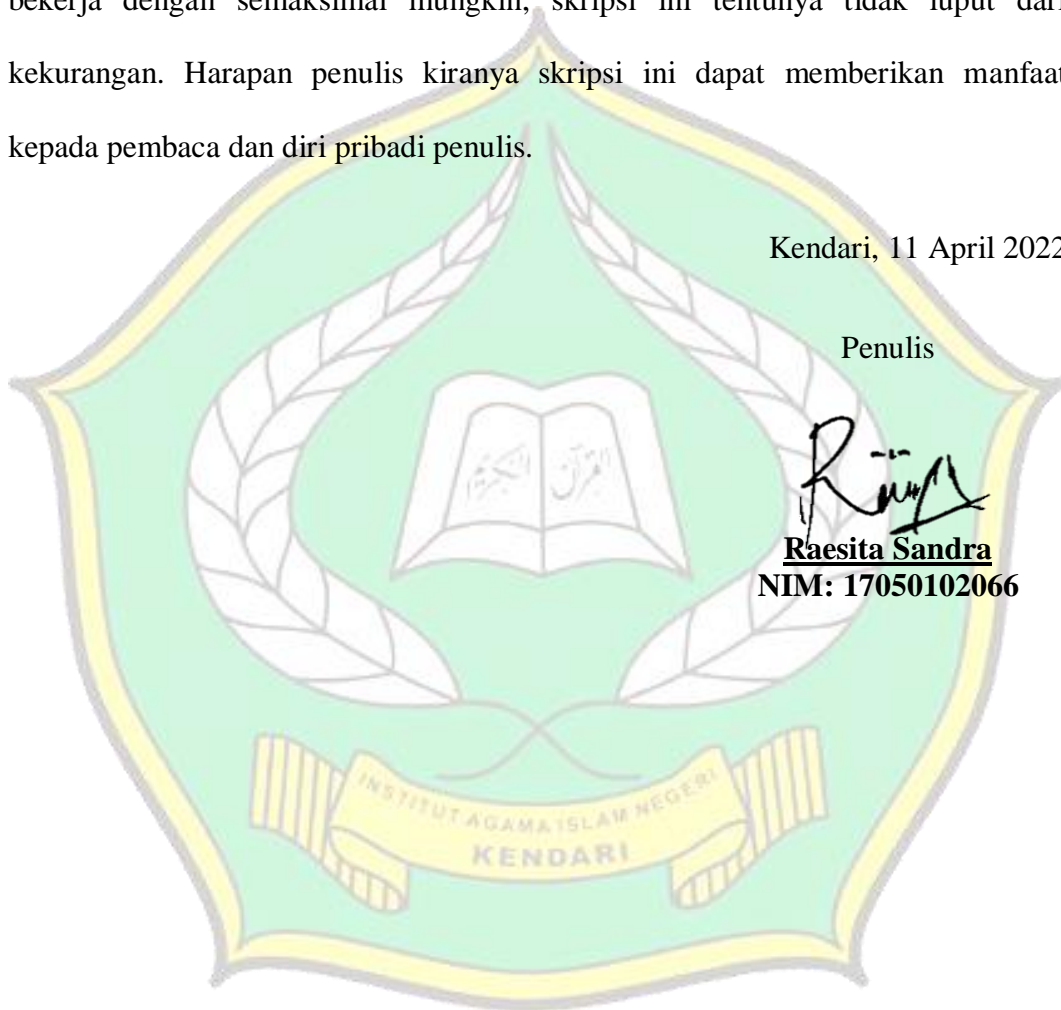 bekerja dengan semaksimal mungkin, skripsi ini tentunya tidak luput dari
kekurangan. Harapan penulis kiranya skripsi ini dapat memberikan manfaat
kepada pembaca dan diri pribadi penulis.
Kendari, 11 April 2022
Penulis
Raesita Sandra
NIM: 17050102066
القرآن الكريم
INSTITUT AGAMA ISLAM NEGERI
KENDARI